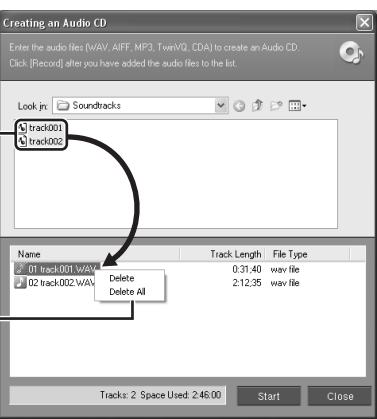 Creating an Audio CD
Enter the audio files (WAV, AIFF, MP3, TwinVQ, CDA) to create an Audio CD.
Click [Record] after you have added the audio files to the list.
Look in: Soundtracks
track001
track002
Name Track Length File Type
01 track001.WAV 0:31;40 wav file
02 track002.WAV 2:12;35 wav file
Delete
Delete All
Tracks: 2 Space Used: 2:46:00 Start Close